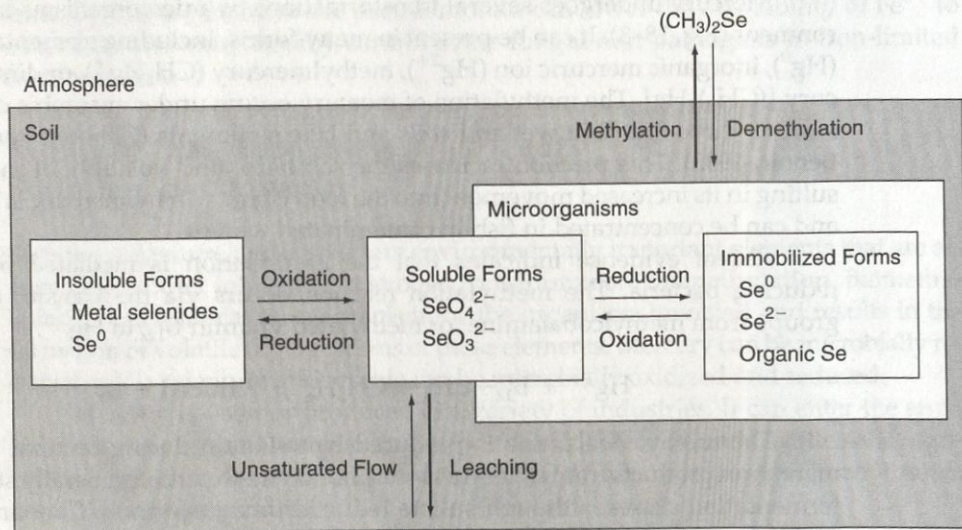 (CH₃)₂Se
Atmosphere
Soil
Methylation
Demethylation
Microorganisms
Insoluble Forms
Metal selenides
Se⁰
Oxidation
Reduction
Soluble Forms
SeO₄²⁻
SeO₃²⁻
Reduction
Oxidation
Immobilized Forms
Se⁰
Se²⁻
Organic Se
Unsaturated Flow
Leaching